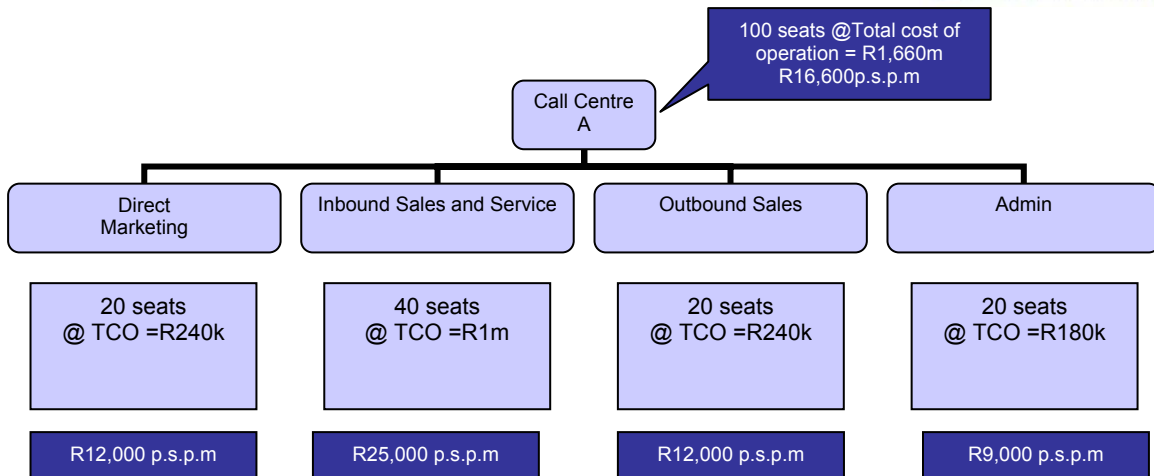 100 seats @Total cost of
operation = R1,660m
R16,600p.s.p.m
Call Centre
A
Direct
Marketing
Inbound Sales and Service
Outbound Sales
Admin
20 seats
@ TCO =R240k
40 seats
@ TCO =R1m
20 seats
@ TCO =R240k
20 seats
@ TCO =R180k
R12,000 p.s.p.m
R25,000 p.s.p.m
R12,000 p.s.p.m
R9,000 p.s.p.m